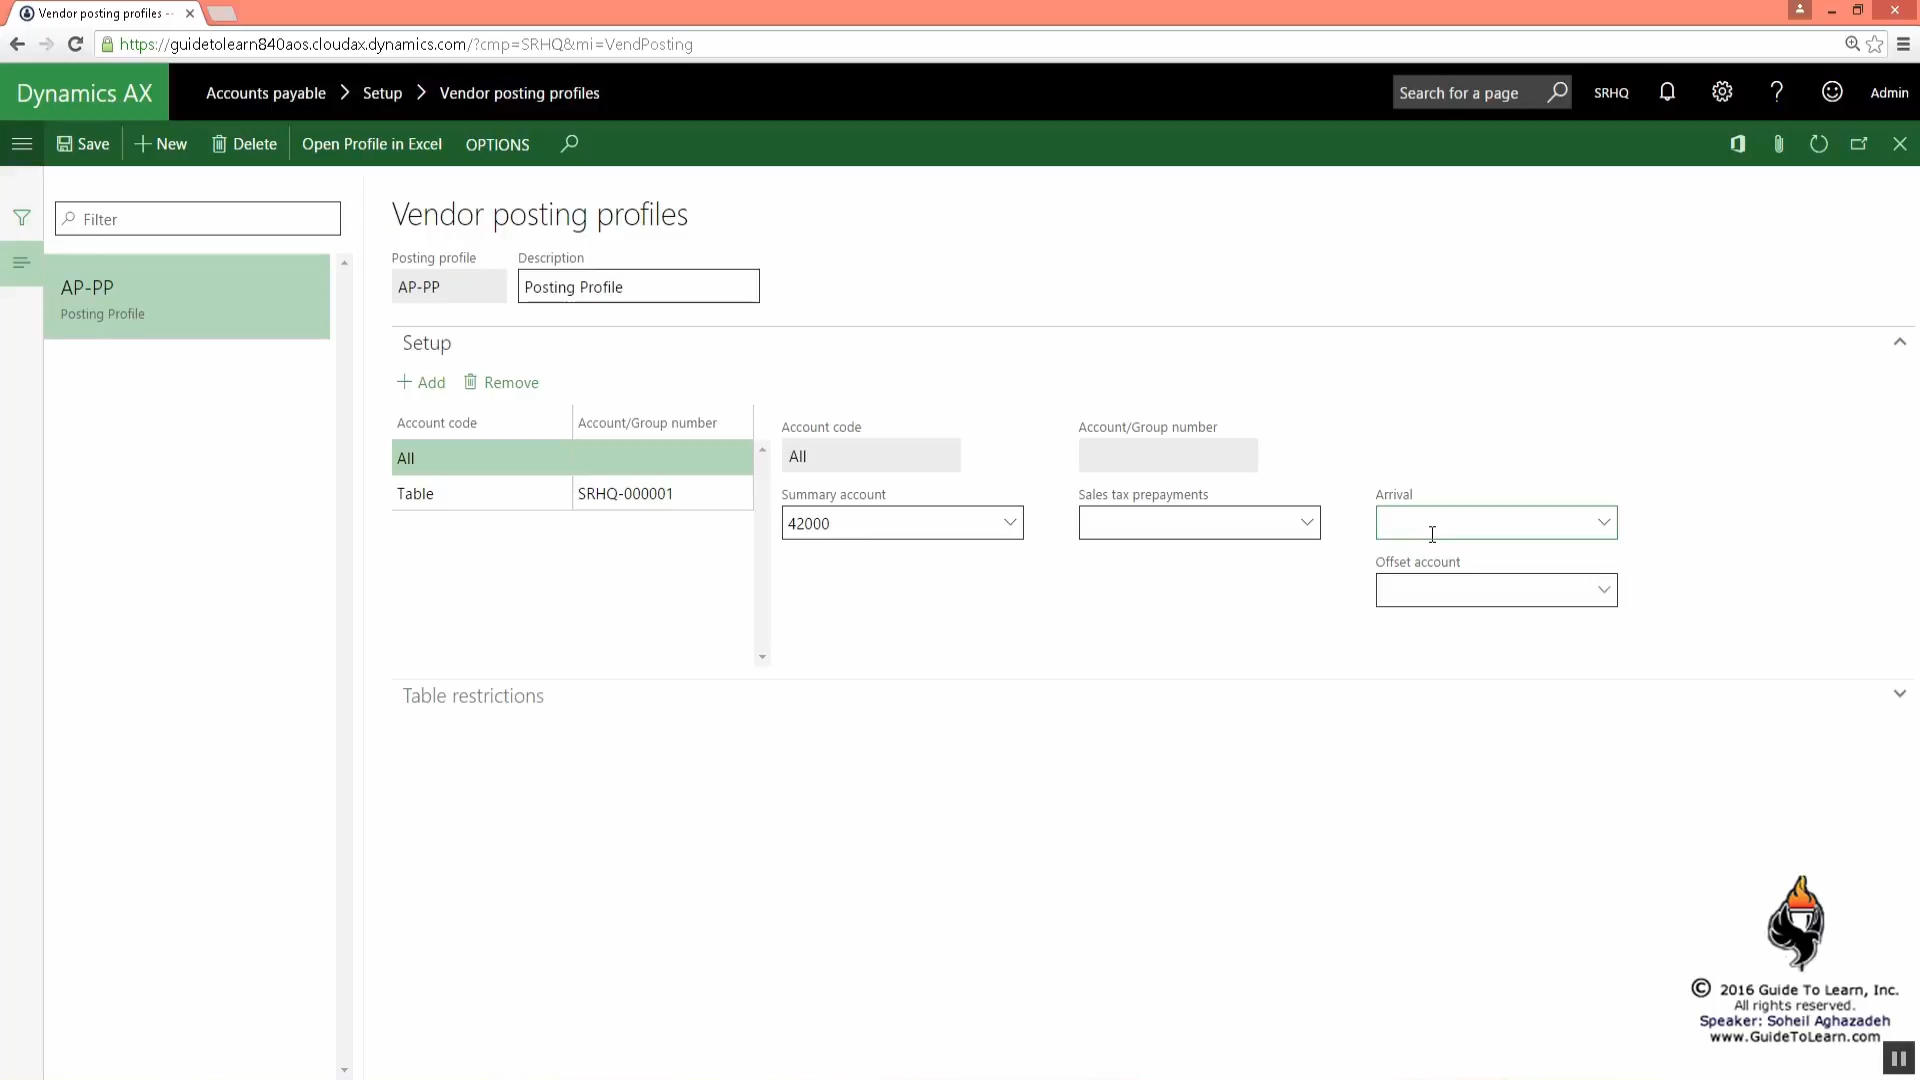 Vendor posting profiles -
https://guidetolearn840aos.cloudax.dynamics.com/?cmp=SRHQ&mi=VendPosting
Dynamics AX
Accounts payable > Setup > Vendor posting profiles
Search for a page
SRHQ
?
Admin
Save
New
Delete
Open Profile in Excel
OPTIONS
Filter
AP-PP
Posting Profile
Vendor posting profiles
Posting profile Description
AP-PP Posting Profile
Setup
Add Remove
Account code Account/Group number
All
Table SRHQ-000001
Account code Account/Group number
All
Summary account Sales tax prepayments Arrival
42000
Offset account
Table restrictions
© 2016 Guide To Learn, Inc.
All rights reserved.
Speaker: Soheil Aghazadeh
www.GuideToLearn.com